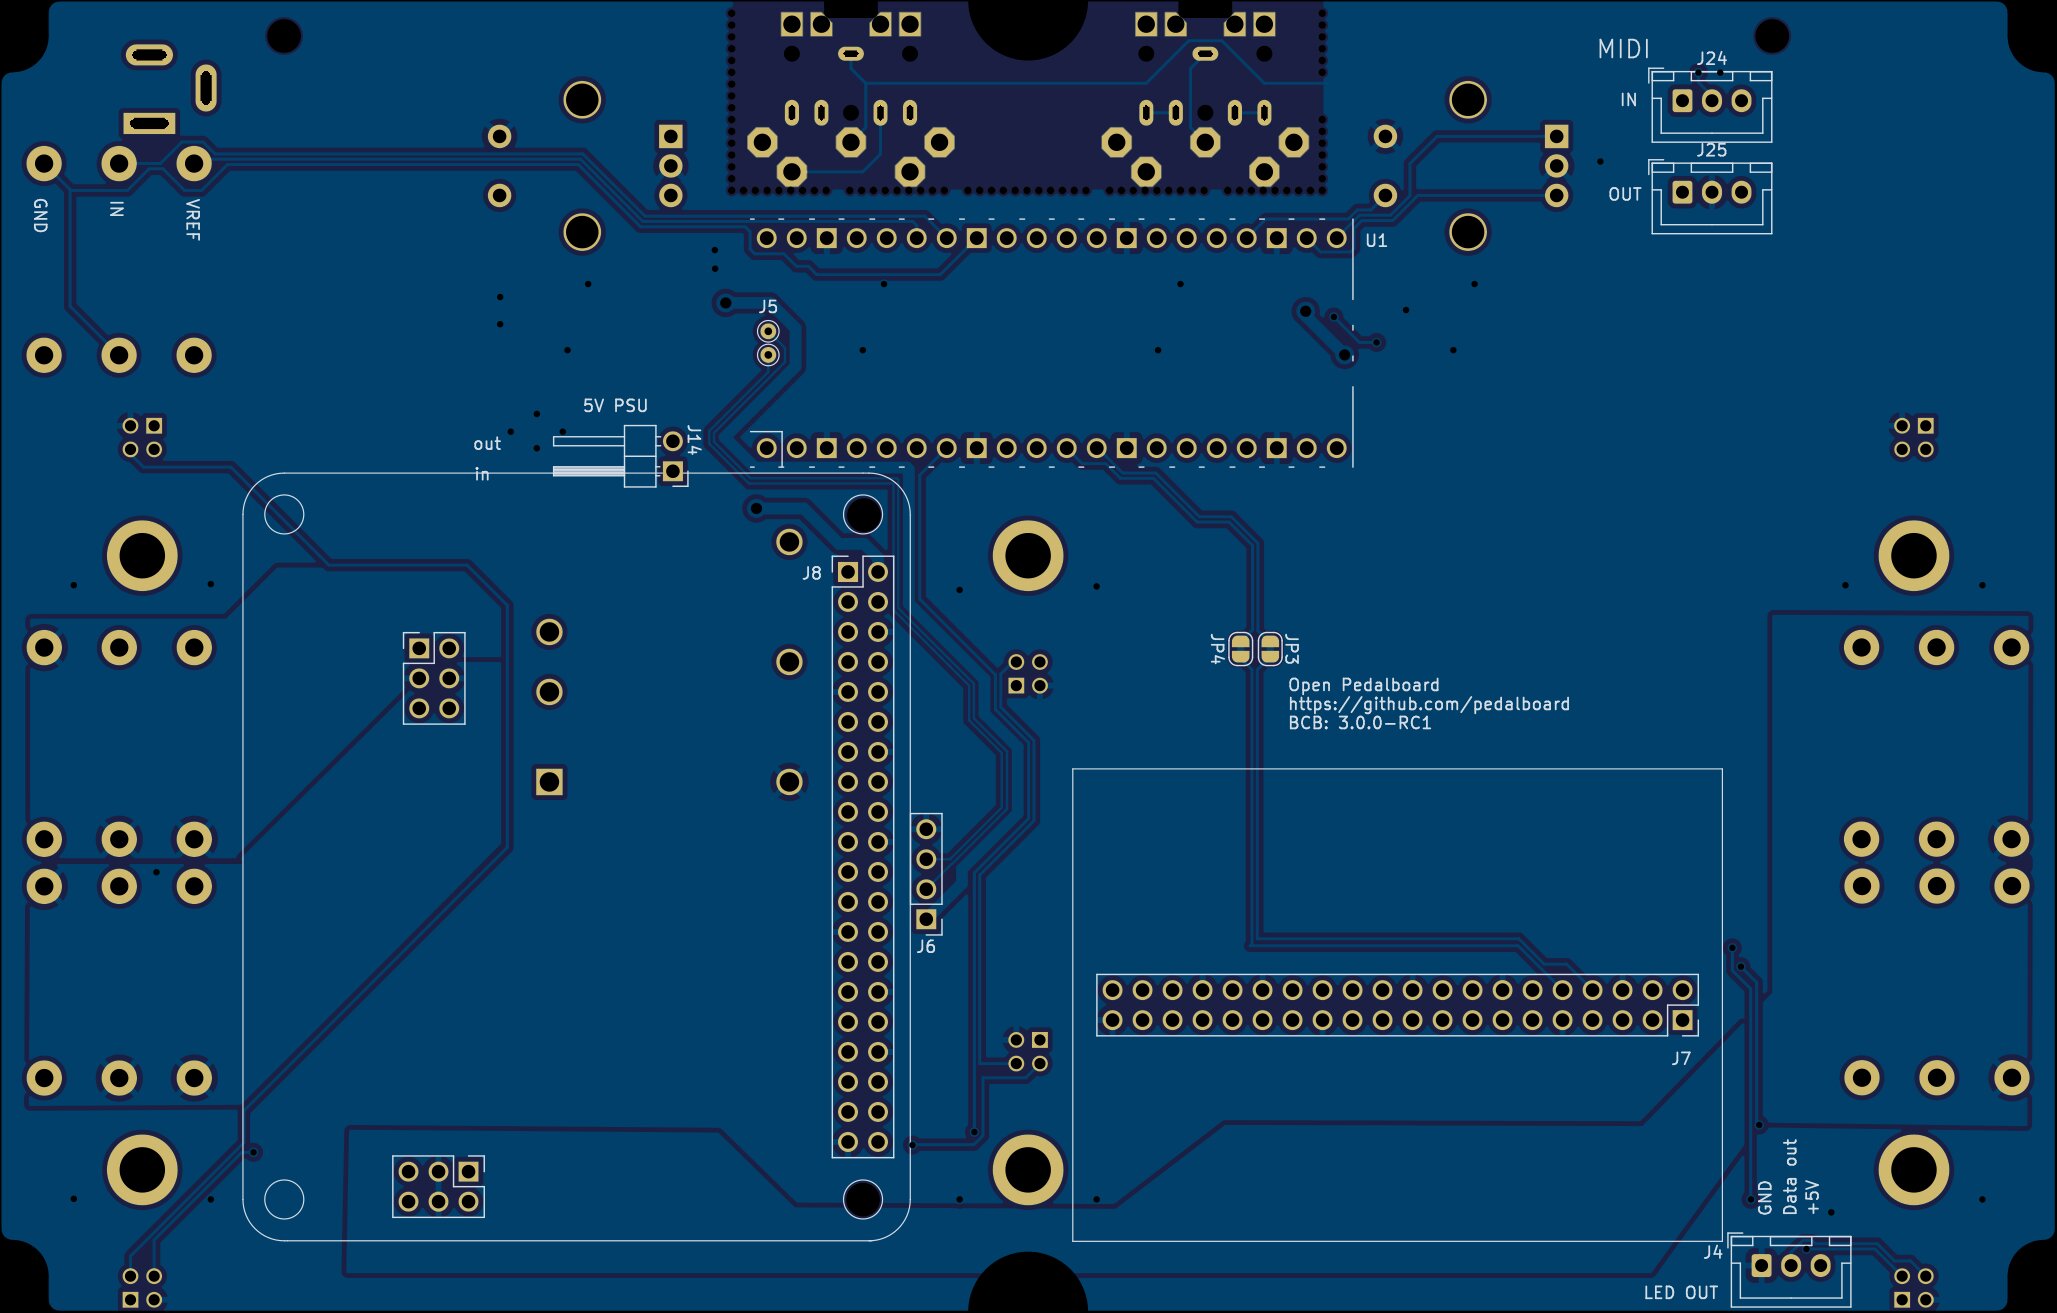 MIDI
J24
IN
J25
OUT
GND
IN
VREF
U1
J5
5V PSU
out
in
J14
J8
JP4
JP3
Open Pedalboard
https://github.com/pedalboard
BCB: 3.0.0-RC1
J6
J7
GND
Data out
+5V
J4
LED OUT